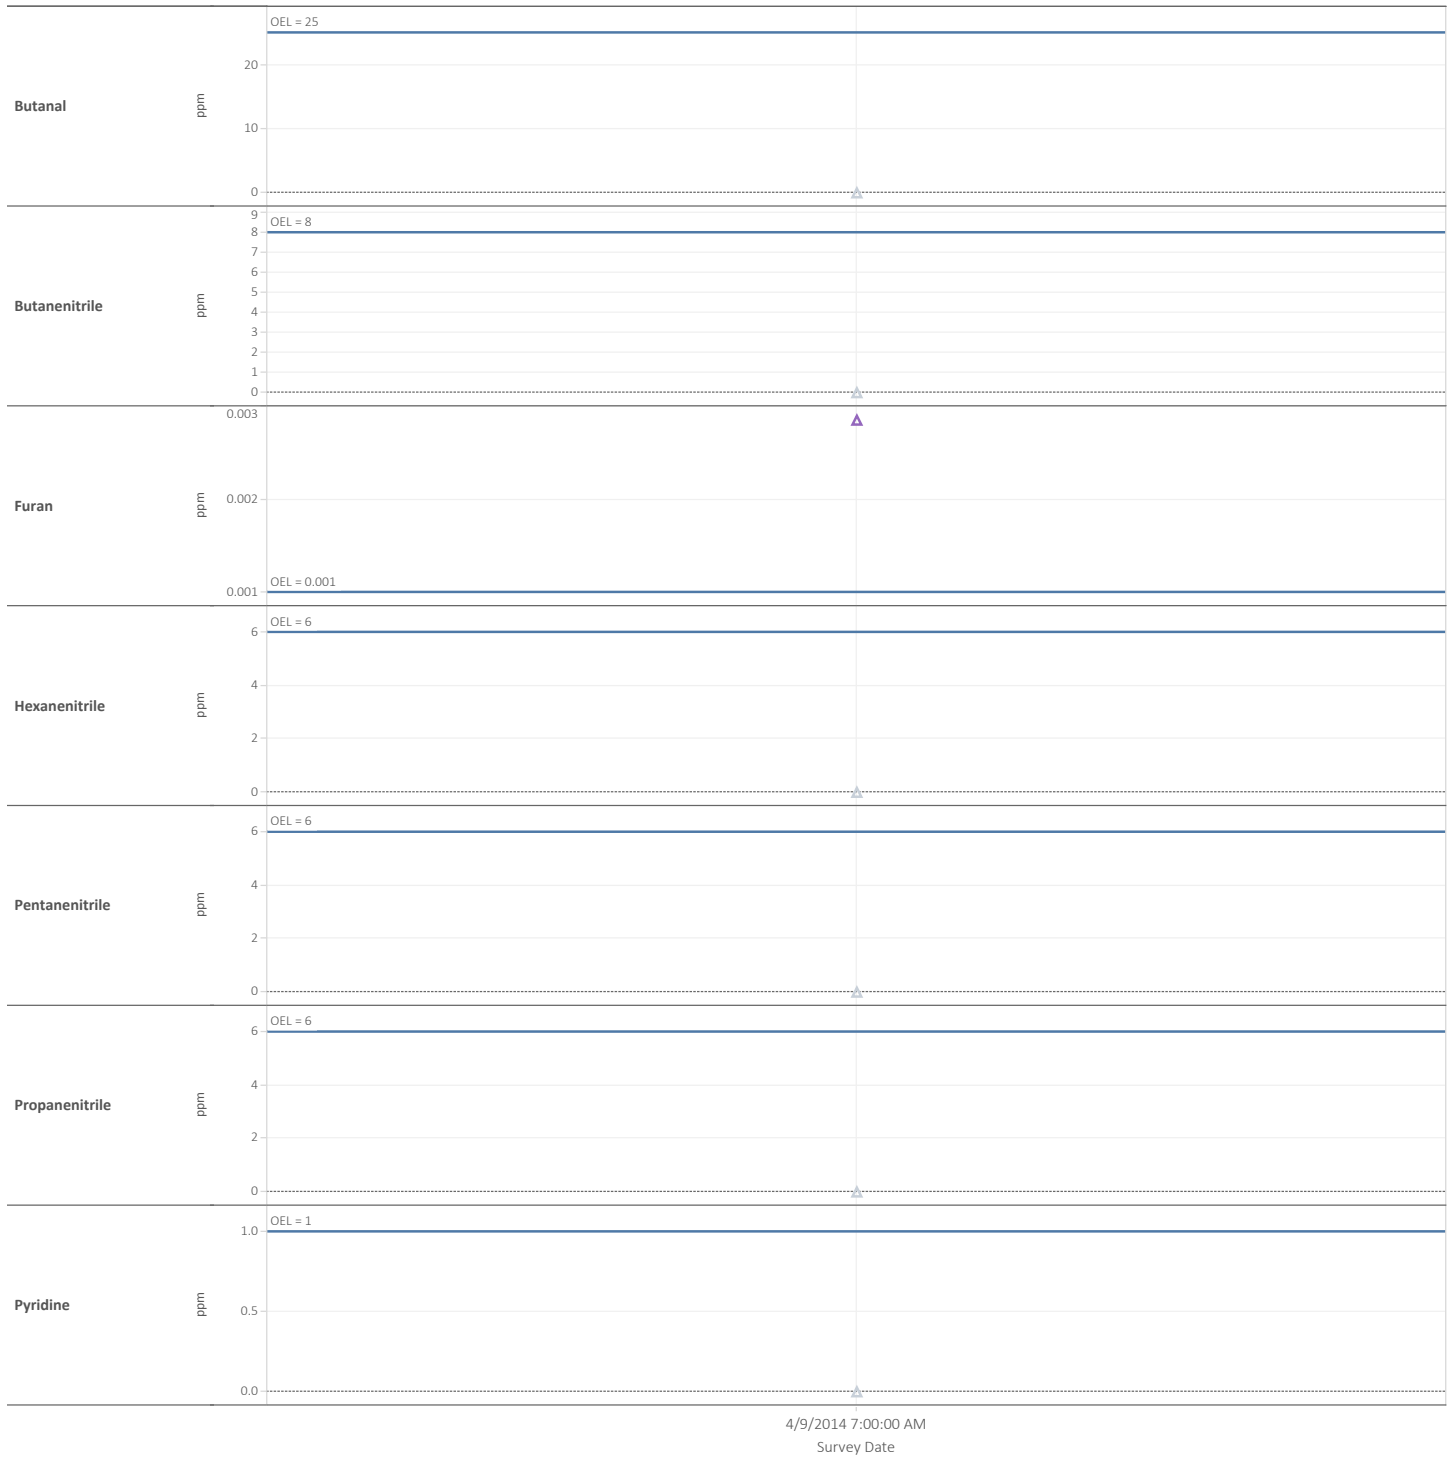 Butanal
ppm
OEL = 25
20
10
0
Butanenitrile
ppm
9
OEL = 8
8
7
6
5
4
3
2
1
0
Furan
ppm
0.003
0.002
OEL = 0.001
0.001
Hexanenitrile
ppm
OEL = 6
6
4
2
0
Pentanenitrile
ppm
OEL = 6
6
4
2
0
Propanenitrile
ppm
OEL = 6
6
4
2
0
Pyridine
ppm
OEL = 1
1.0
0.5
0.0
4/9/2014 7:00:00 AM
Survey Date